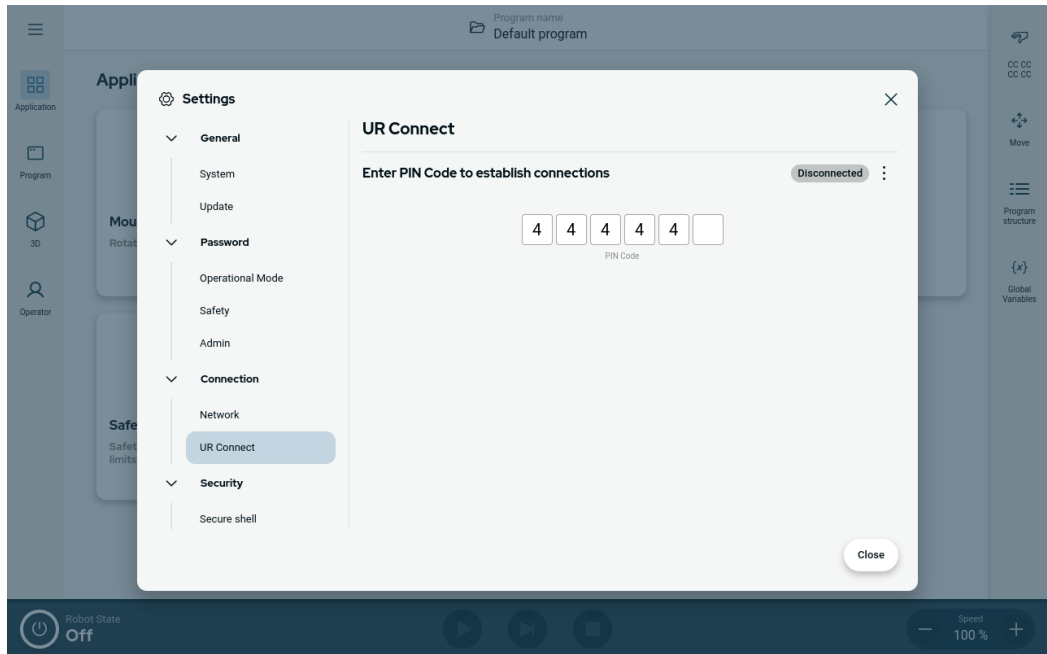 Program name
Default program
Application
Program
3D
Operator
Appli
Mou
Rotat
Safe
Safet
limits
Settings
General
System
Update
Password
Operational Mode
Safety
Admin
Connection
Network
UR Connect
Security
Secure shell
UR Connect
Enter PIN Code to establish connections
Disconnected
4 4 4 4 4
PIN Code
Close
CC CC
CC CC
Move
Program
structure
{x}
Global
Variables
Robot State
Off
Speed
100 %